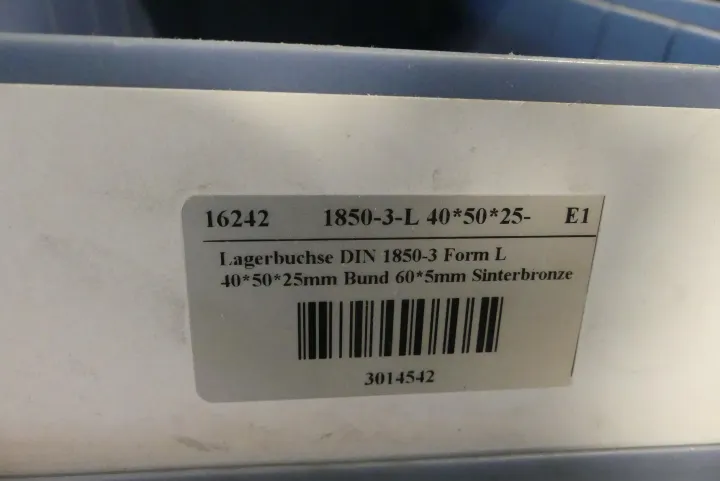 16242 1850-3-L 40*50*25- E1
Lagerbuchse DIN 1850-3 Form L
40*50*25mm Bund 60*5mm Sinterbronze
3014542